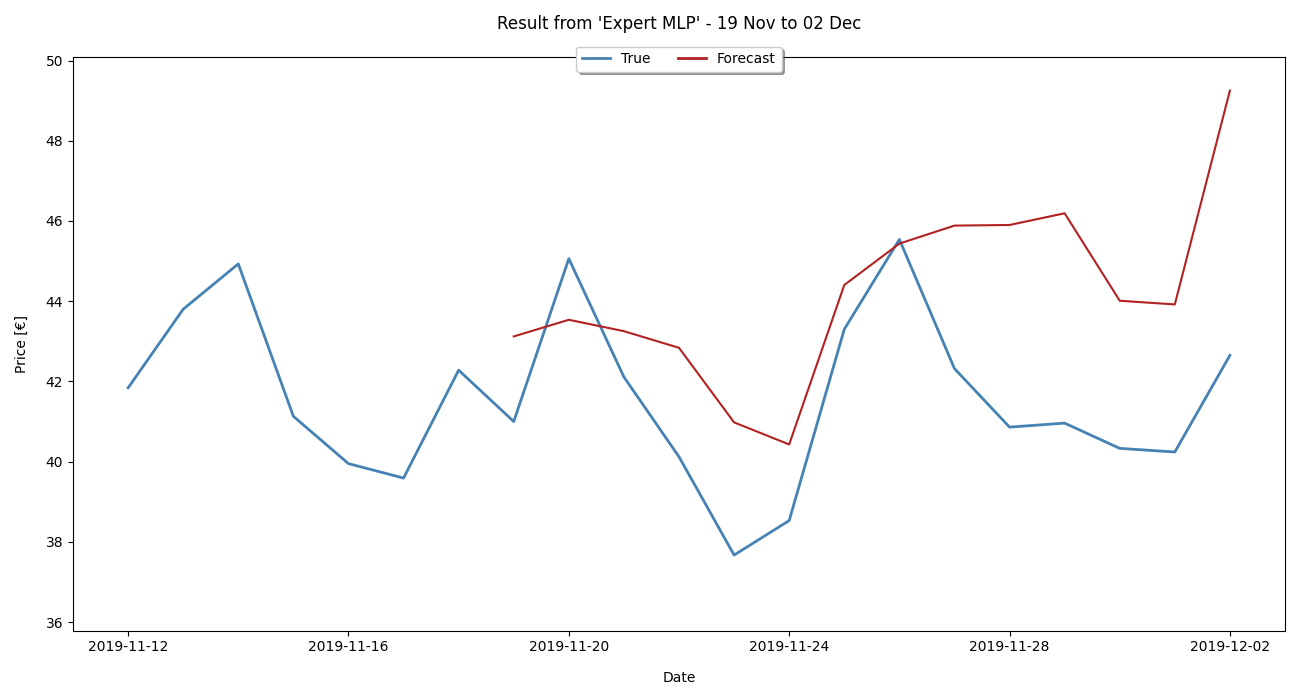 Result from 'Expert MLP' - 19 Nov to 02 Dec
True Forecast
50
48
46
44
42
40
38
36
Price [€]
2019-11-12 2019-11-16 2019-11-20 2019-11-24 2019-11-28 2019-12-02
Date